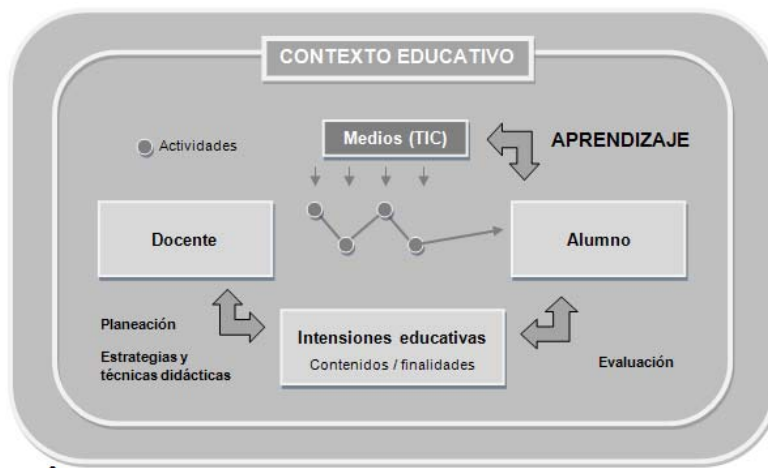 CONTEXTO EDUCATIVO
Medios (TIC)
APRENDIZAJE
Actividades
Docente
Alumno
Planeación
Estrategias y
técnicas didácticas
Intensiones educativas
Contenidos / finalidades
Evaluación